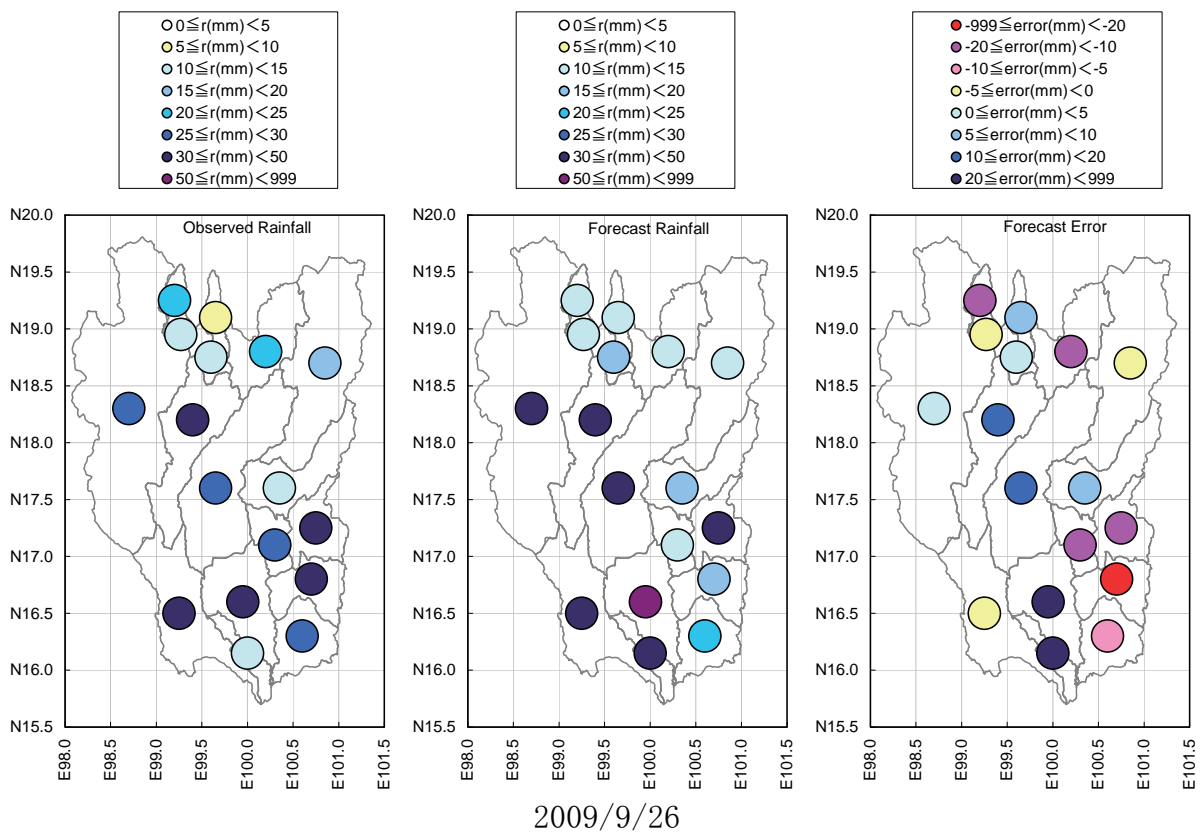 0≦r(mm)<5
5≦r(mm)<10
10≦r(mm)<15
15≦r(mm)<20
20≦r(mm)<25
25≦r(mm)<30
30≦r(mm)<50
50≦r(mm)<999
0≦r(mm)<5
5≦r(mm)<10
10≦r(mm)<15
15≦r(mm)<20
20≦r(mm)<25
25≦r(mm)<30
30≦r(mm)<50
50≦r(mm)<999
-999≦error(mm)<-20
-20≦error(mm)<-10
-10≦error(mm)<-5
-5≦error(mm)<0
0≦error(mm)<5
5≦error(mm)<10
10≦error(mm)<20
20≦error(mm)<999
Observed Rainfall
N20.0
N19.5
N19.0
N18.5
N18.0
N17.5
N17.0
N16.5
N16.0
N15.5
E98.0
E98.5
E99.0
E99.5
E100.0
E100.5
E101.0
E101.5
Forecast Rainfall
N20.0
N19.5
N19.0
N18.5
N18.0
N17.5
N17.0
N16.5
N16.0
N15.5
E98.0
E98.5
E99.0
E99.5
E100.0
E100.5
E101.0
E101.5
Forecast Error
N20.0
N19.5
N19.0
N18.5
N18.0
N17.5
N17.0
N16.5
N16.0
N15.5
E98.0
E98.5
E99.0
E99.5
E100.0
E100.5
E101.0
E101.5
2009/9/26